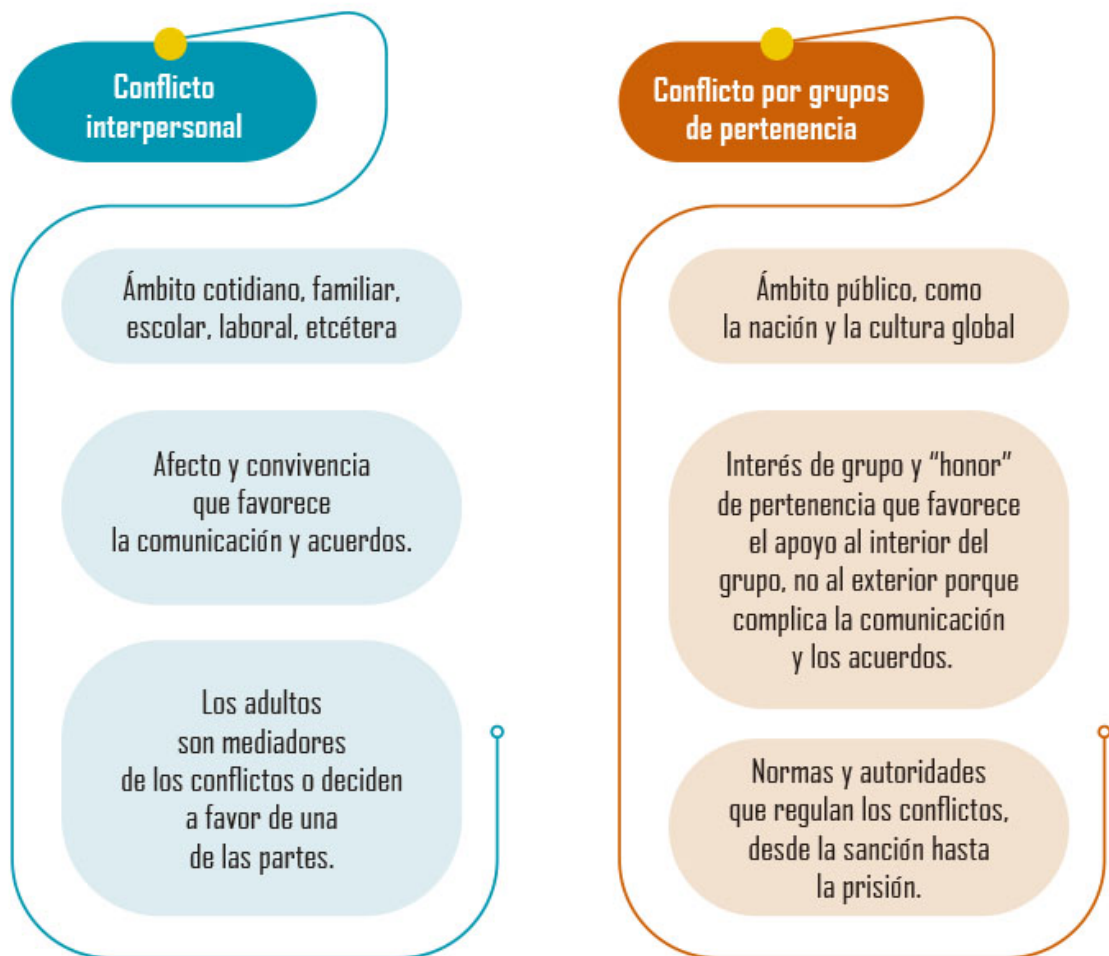 Conflicto
interpersonal
Ámbito cotidiano, familiar,
escolar, laboral, etcétera
Afecto y convivencia
que favorece
la comunicación y acuerdos.
Los adultos
son mediadores
de los conflictos o deciden
a favor de una
de las partes.
Conflicto por grupos
de pertenencia
Ámbito público, como
la nación y la cultura global
Interés de grupo y “honor”
de pertenencia que favorece
el apoyo al interior del
grupo, no al exterior porque
complica la comunicación
y los acuerdos.
Normas y autoridades
que regulan los conflictos,
desde la sanción hasta
la prisión.